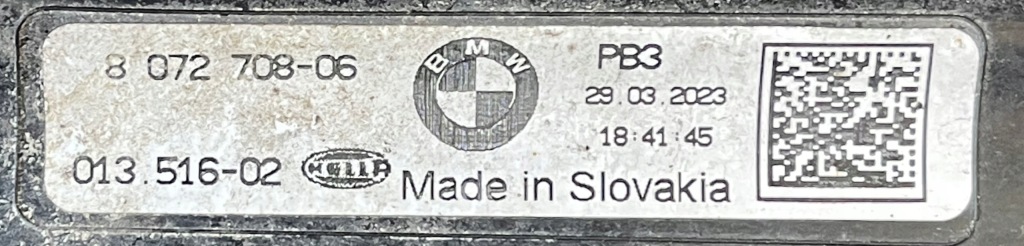 8 072 708-06
BMW
PB3
29.03.2023
18:41:45
013.516-02
HELLA
Made in Slovakia